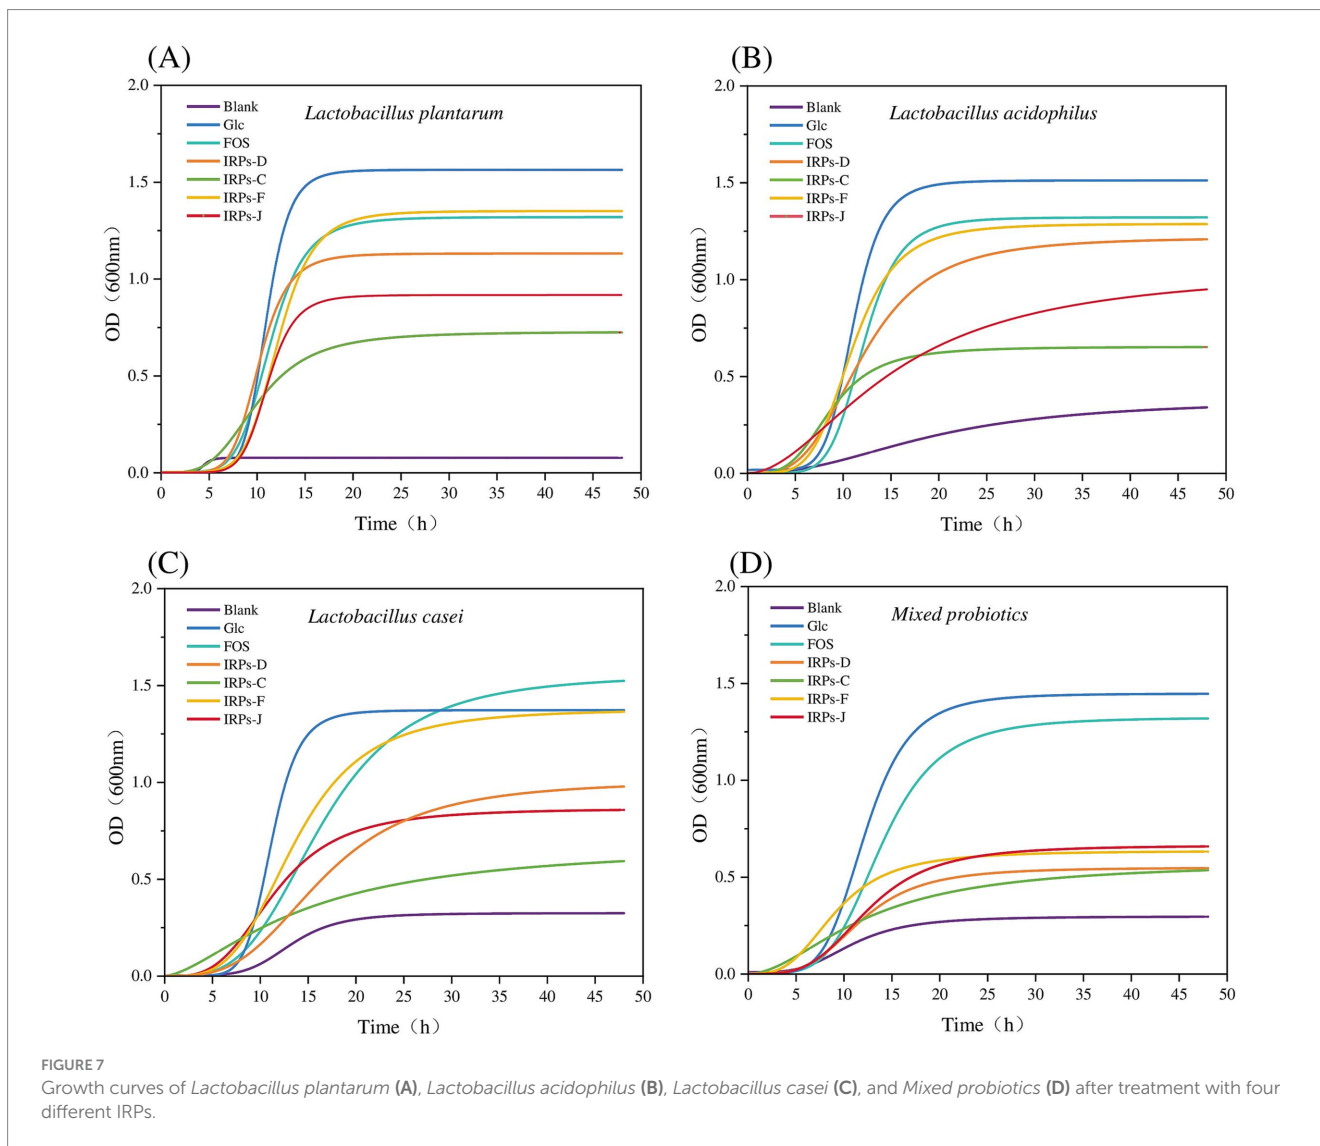 (A)
2.0
1.5
1.0
0.5
0.0
OD（600nm）
Blank
Glc
FOS
IRPs-D
IRPs-C
IRPs-F
IRPs-J
Lactobacillus plantarum
0 5 10 15 20 25 30 35 40 45 50
Time（h）
(B)
2.0
1.5
1.0
0.5
0.0
OD（600nm）
Blank
Glc
FOS
IRPs-D
IRPs-C
IRPs-F
IRPs-J
Lactobacillus acidophilus
0 5 10 15 20 25 30 35 40 45 50
Time（h）
(C)
2.0
1.5
1.0
0.5
0.0
OD（600nm）
Blank
Glc
FOS
IRPs-D
IRPs-C
IRPs-F
IRPs-J
Lactobacillus casei
0 5 10 15 20 25 30 35 40 45 50
Time（h）
(D)
2.0
1.5
1.0
0.5
0.0
OD（600nm）
Blank
Glc
FOS
IRPs-D
IRPs-C
IRPs-F
IRPs-J
Mixed probiotics
0 5 10 15 20 25 30 35 40 45 50
Time（h）
FIGURE 7
Growth curves of Lactobacillus plantarum (A), Lactobacillus acidophilus (B), Lactobacillus casei (C), and Mixed probiotics (D) after treatment with four
different IRPs.